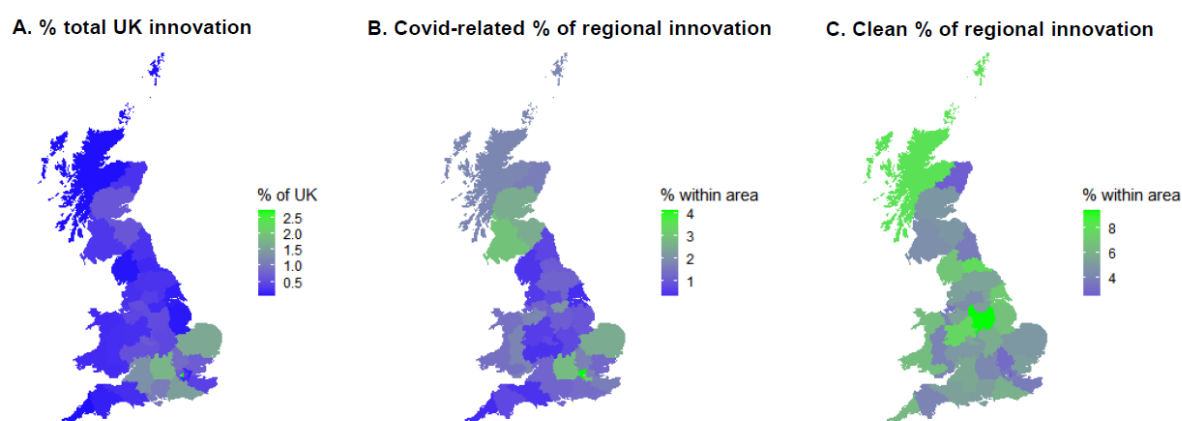 A. % total UK innovation
B. Covid-related % of regional innovation
C. Clean % of regional innovation
% of UK
2.5
2.0
1.5
1.0
0.5
% within area
4
3
2
1
% within area
8
6
4